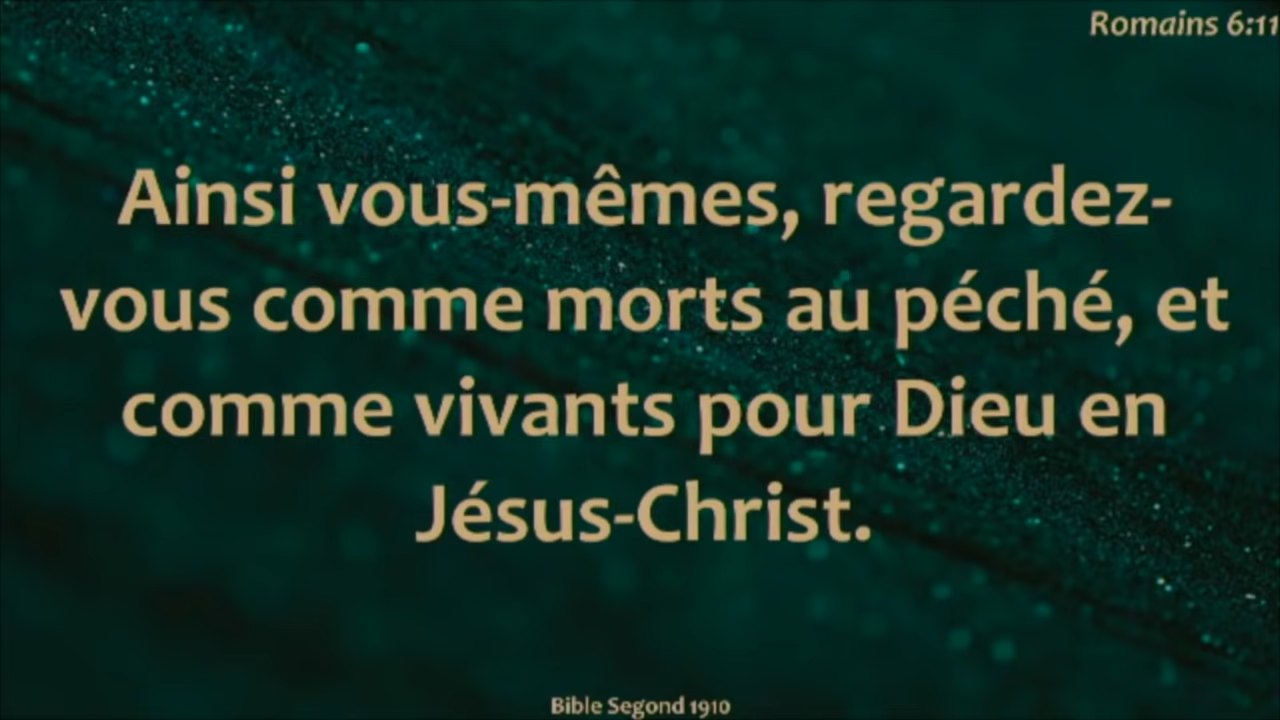 Romains 6:11
Ainsi vous-mêmes, regardez-
vous comme morts au péché, et
comme vivants pour Dieu en
Jésus-Christ.
Bible Segond 1910